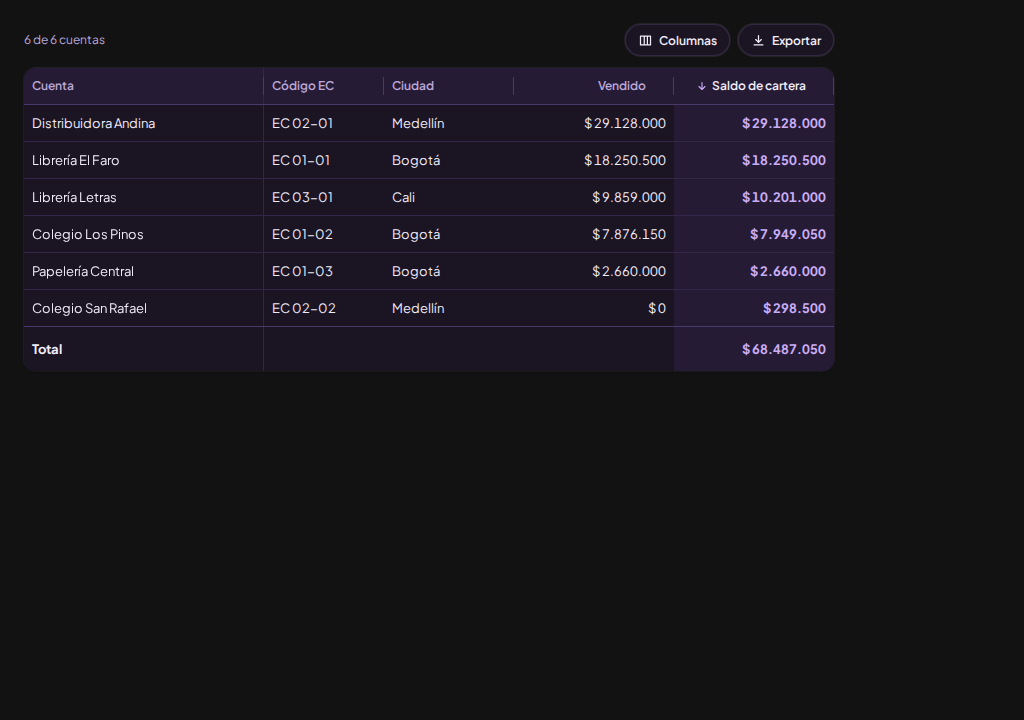 6 de 6 cuentas Columnas Exportar
Cuenta Código EC Ciudad Vendido ↓ Saldo de cartera
Distribuidora Andina EC 02-01 Medellín $ 29.128.000 $ 29.128.000
Librería El Faro EC 01-01 Bogotá $ 18.250.500 $ 18.250.500
Librería Letras EC 03-01 Cali $ 9.859.000 $ 10.201.000
Colegio Los Pinos EC 01-02 Bogotá $ 7.876.150 $ 7.949.050
Papelería Central EC 01-03 Bogotá $ 2.660.000 $ 2.660.000
Colegio San Rafael EC 02-02 Medellín $ 0 $ 298.500
Total $ 68.487.050